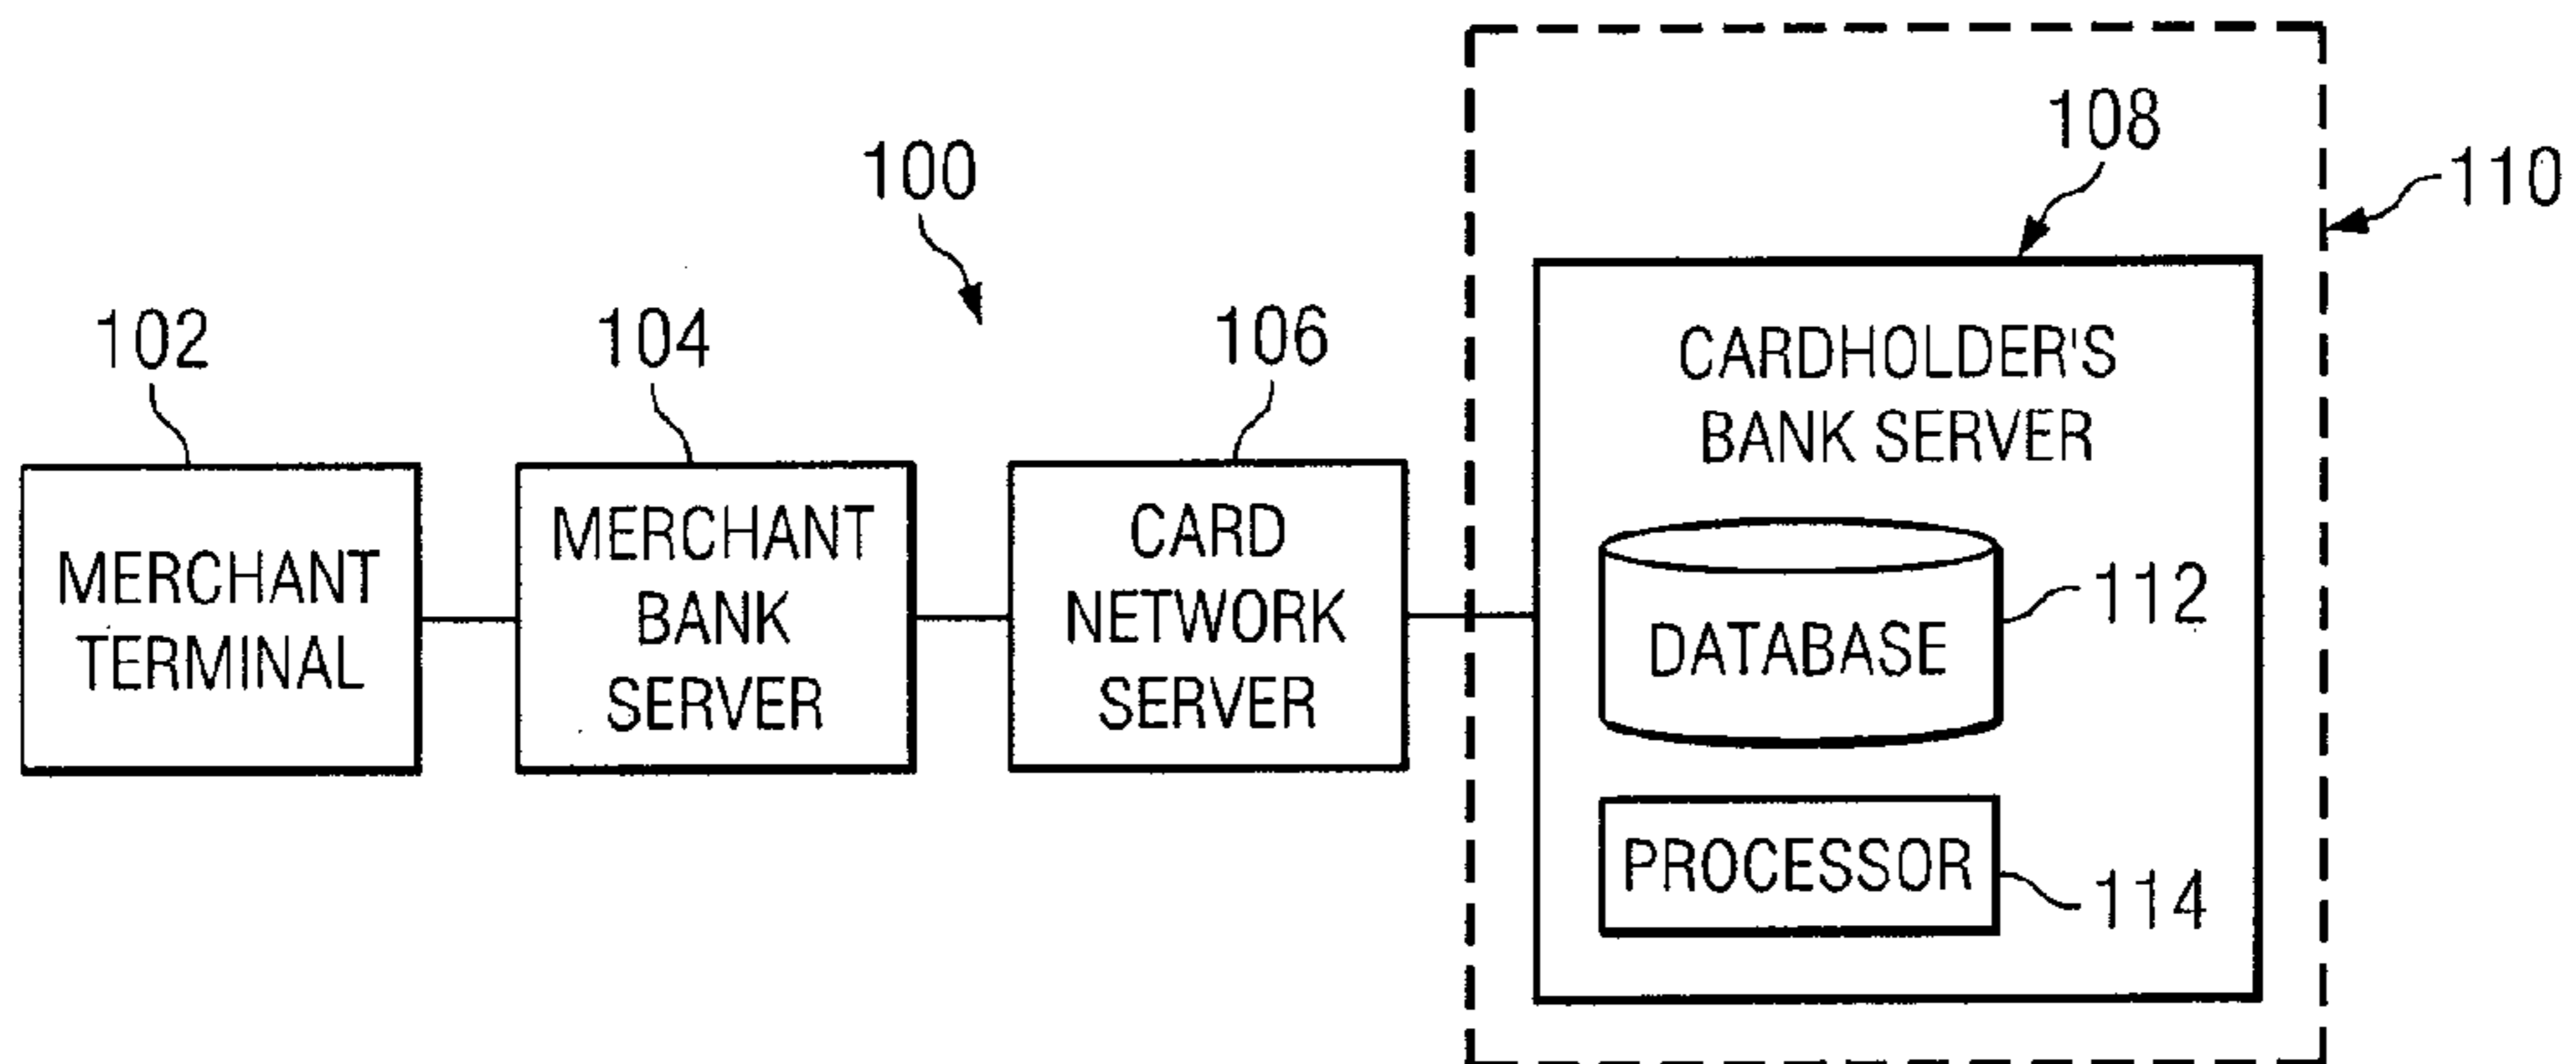 108
110
100
102
104
106
CARDHOLDER'S
BANK SERVER
MERCHANT
TERMINAL
MERCHANT
BANK
SERVER
CARD
NETWORK
SERVER
DATABASE
112
PROCESSOR
114